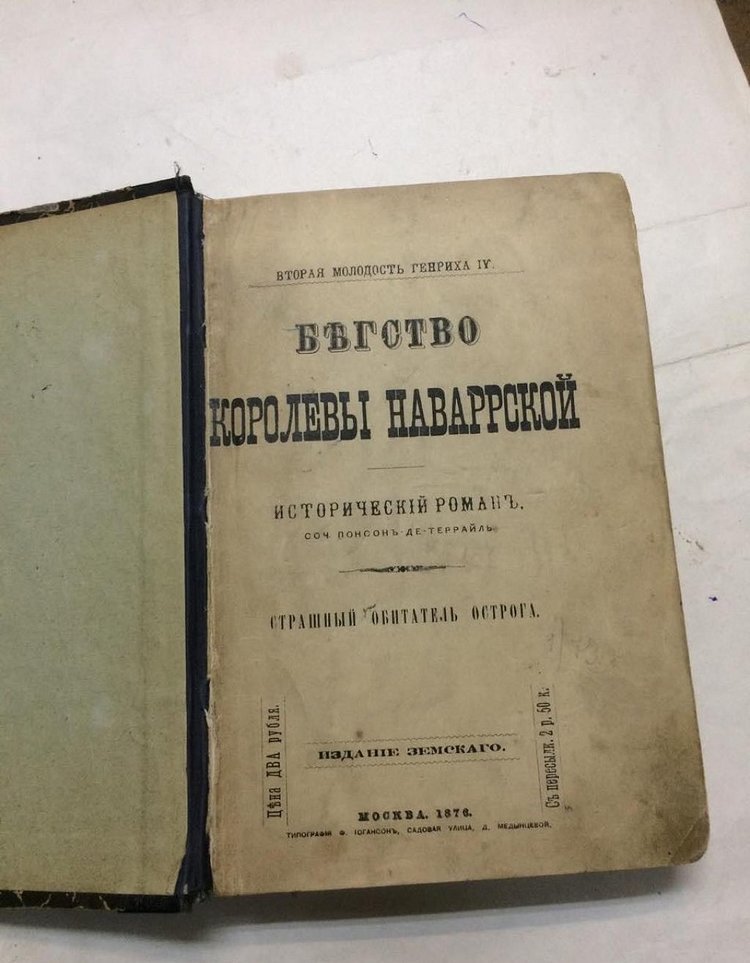 ВТОРАЯ МОЛОДОСТЬ ГЕНРИХА IV.
БѢГСТВО
КОРОЛЕВЫ НАВАРРСКОЙ
ИСТОРИЧЕСКІЙ РОМАНЪ.
СОЧ. ПОНСОНЪ-ДЕ-ТЕРРАЙЛЬ
СТРАШНЫЙ ОБИТАТЕЛЬ ОСТРОГА.
Цѣна ДВА рубля.
ИЗДАНІЕ ЗЕМСКАГО.
Съ пересылк. 2 р. 50 к.
МОСКВА. 1876.
ТИПОГРАФІЯ Ф. ІОГАНСОНЪ, САДОВАЯ УЛИЦА, Д. МЕДЫНЦЕВОЙ.